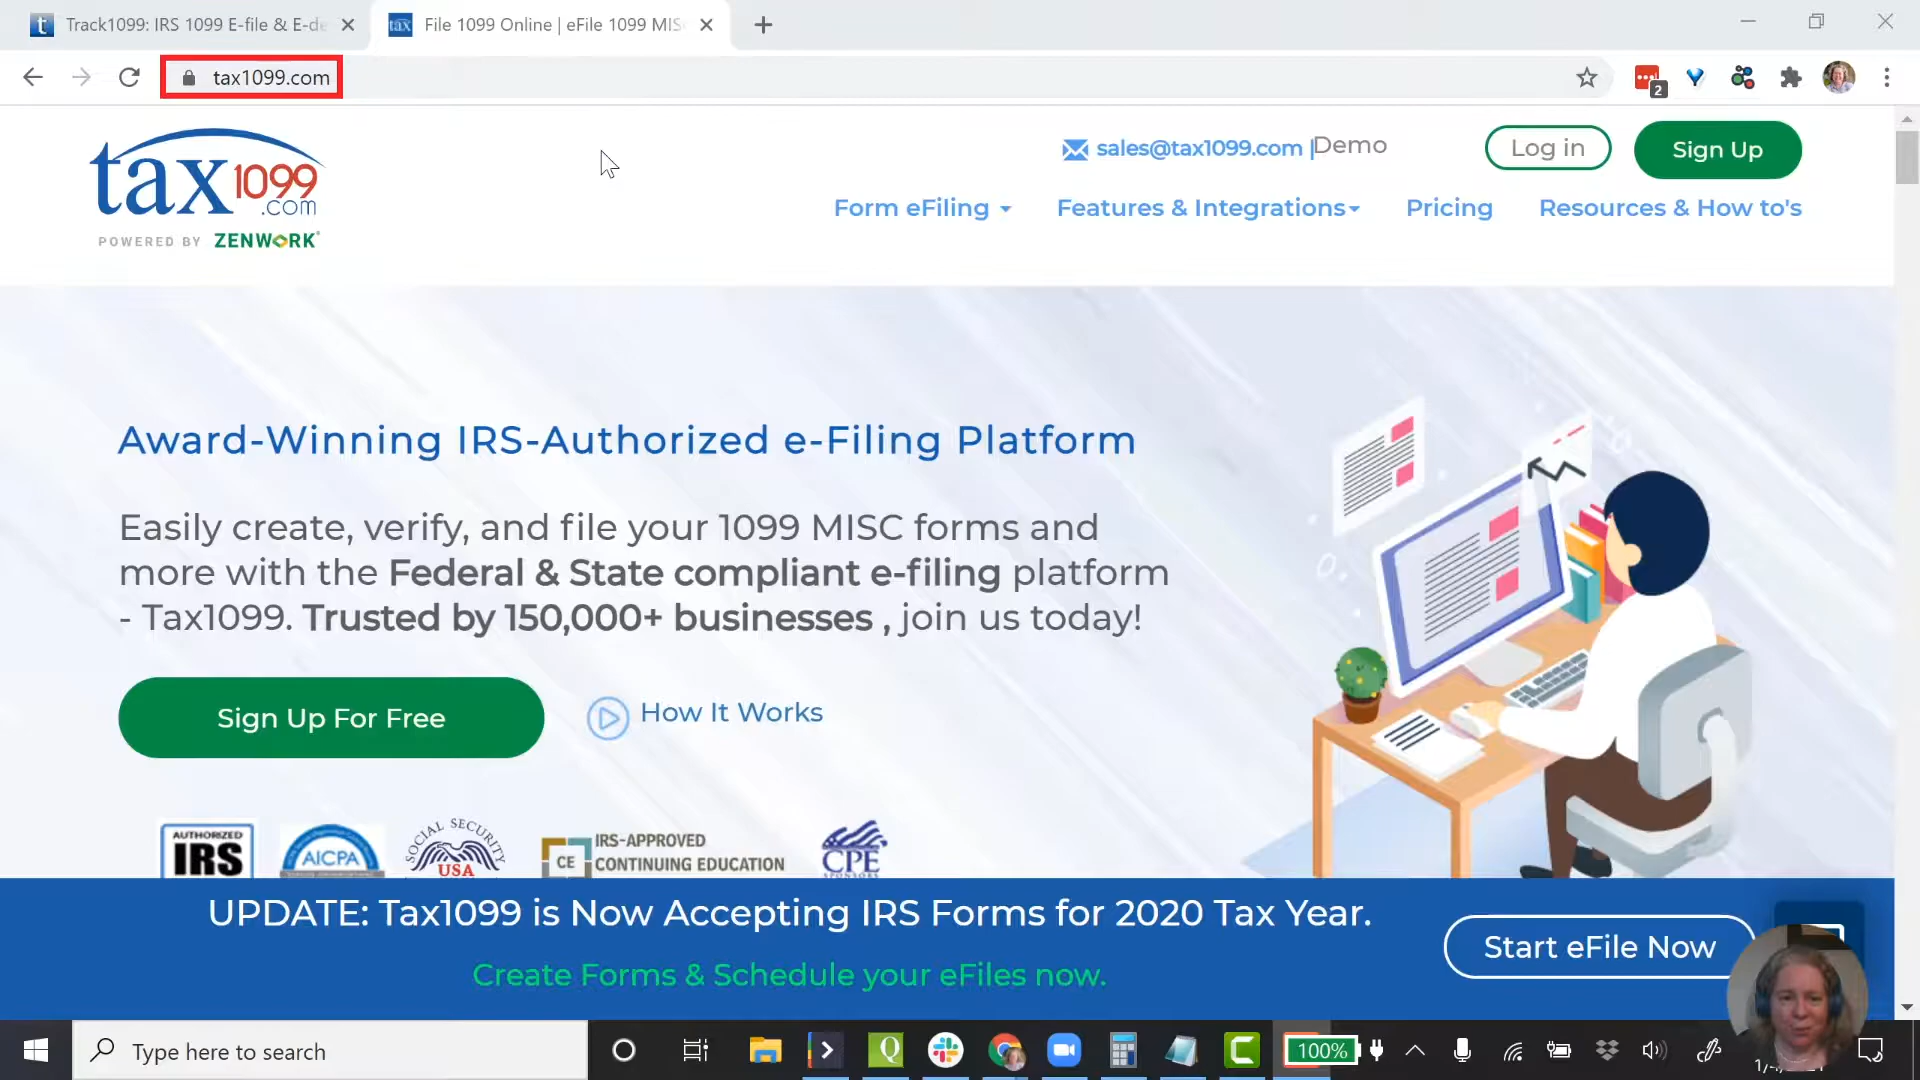 Track1099: IRS 1099 E-file & E-de
File 1099 Online | eFile 1099 MIS
tax1099.com
2
sales@tax1099.com |
Demo
Log in
Sign Up
tax1099
.com
POWERED BY ZENWORK
Form eFiling
Features & Integrations
Pricing
Resources & How to's
Award-Winning IRS-Authorized e-Filing Platform
Easily create, verify, and file your 1099 MISC forms and
more with the Federal & State compliant e-filing platform
- Tax1099. Trusted by 150,000+ businesses , join us today!
Sign Up For Free
How It Works
AUTHORIZED
IRS
AICPA
SOCIAL SECURITY
USA
CE
IRS-APPROVED
CONTINUING EDUCATION
CPE
SPONSORS
UPDATE: Tax1099 is Now Accepting IRS Forms for 2020 Tax Year.
Create Forms & Schedule your eFiles now.
Start eFile Now
Type here to search
100%